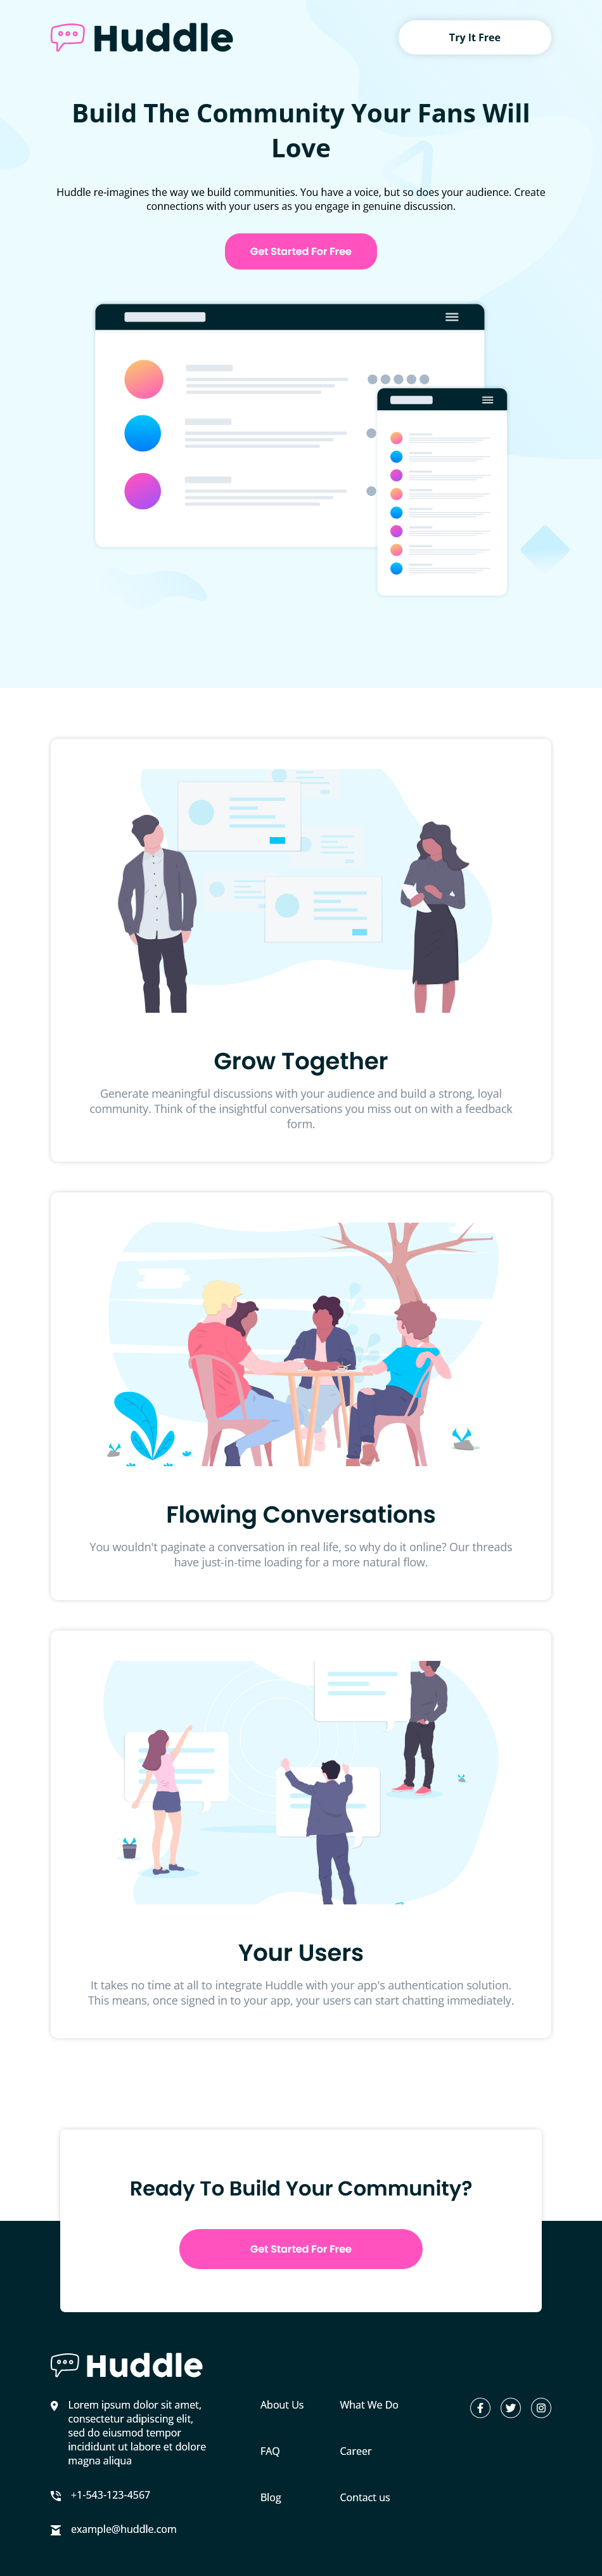 Huddle
Try It Free
Build The Community Your Fans Will
Love
Huddle re-imagines the way we build communities. You have a voice, but so does your audience. Create
connections with your users as you engage in genuine discussion.
Get Started For Free
Grow Together
Generate meaningful discussions with your audience and build a strong, loyal
community. Think of the insightful conversations you miss out on with a feedback
form.
Flowing Conversations
You wouldn't paginate a conversation in real life, so why do it online? Our threads
have just-in-time loading for a more natural flow.
Your Users
It takes no time at all to integrate Huddle with your app's authentication solution.
This means, once signed in to your app, your users can start chatting immediately.
Ready To Build Your Community?
Get Started For Free
Huddle
Lorem ipsum dolor sit amet,
consectetur adipiscing elit,
sed do eiusmod tempor
incididunt ut labore et dolore
magna aliqua
+1-543-123-4567
example@huddle.com
About Us
FAQ
Blog
What We Do
Career
Contact us